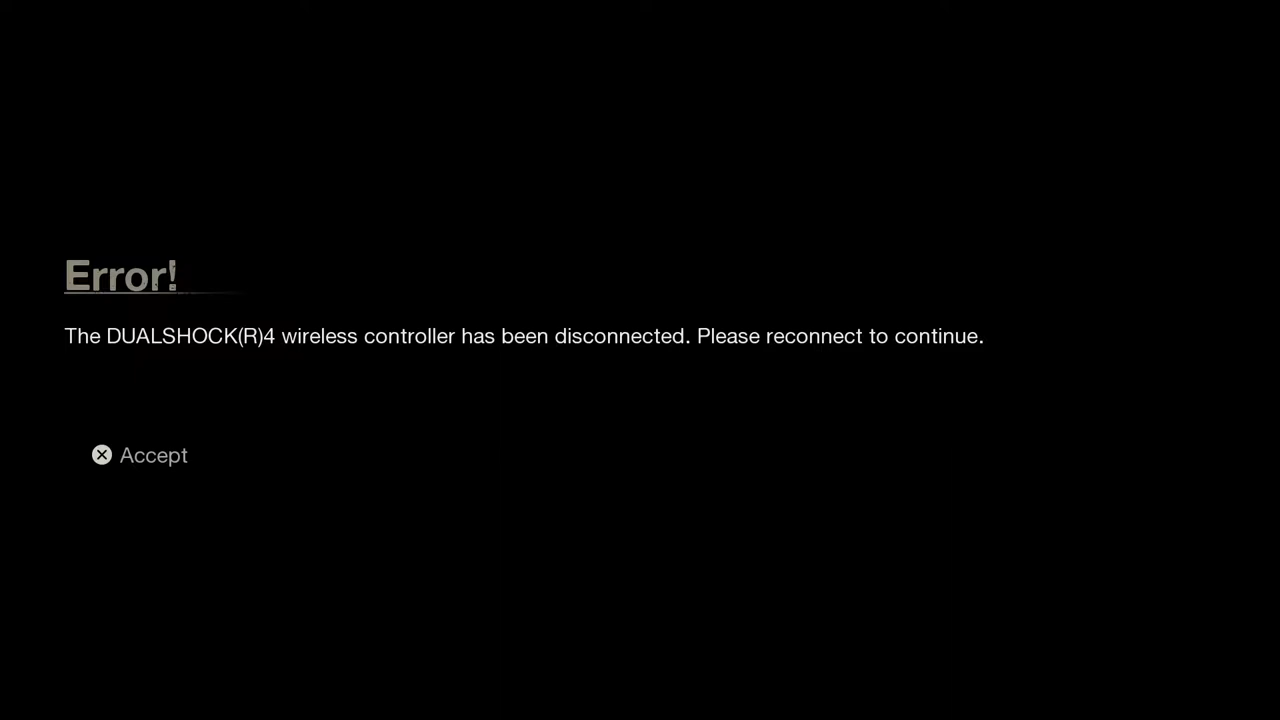 Error!
The DUALSHOCK(R)4 wireless controller has been disconnected. Please reconnect to continue.
Accept